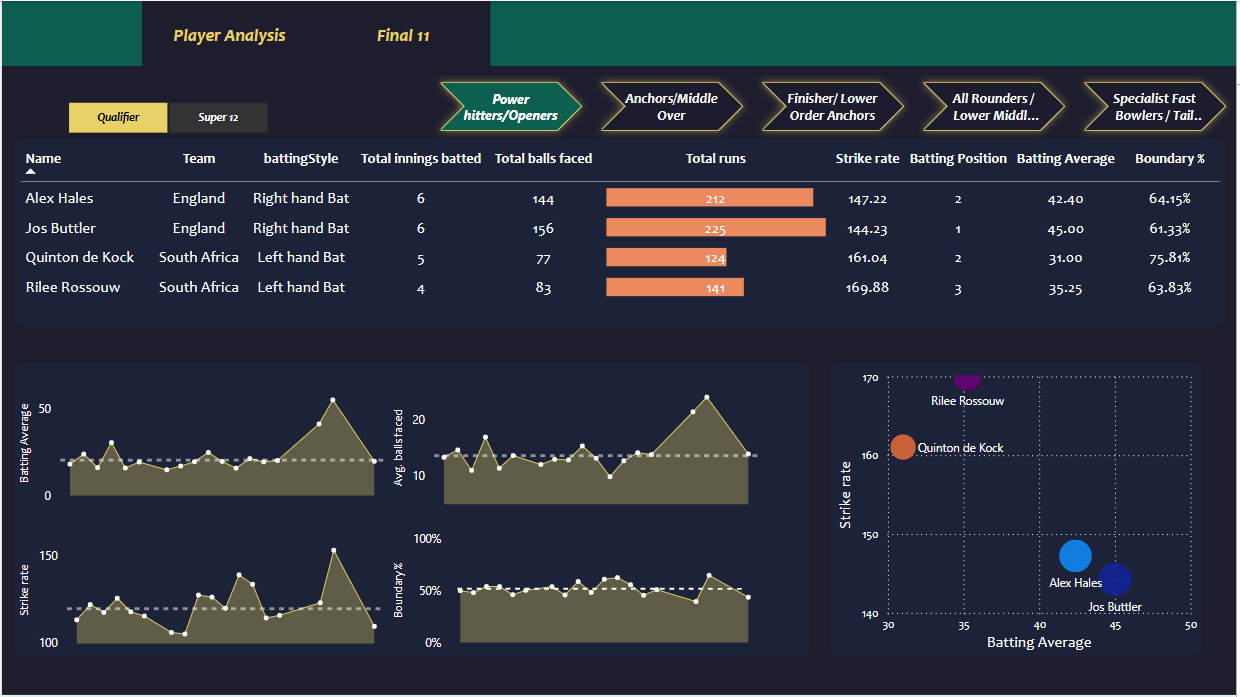 Player Analysis
Final 11
Power
hitters/Openers
Anchors/Middle
Over
Finisher/ Lower
Order Anchors
All Rounders /
Lower Middl...
Specialist Fast
Bowlers / Tail..
Qualifier
Super 12
Name Team battingStyle Total innings batted Total balls faced Total runs Strike rate Batting Position Batting Average Boundary %
Alex Hales England Right hand Bat 6 144 212 147.22 2 42.40 64.15%
Jos Buttler England Right hand Bat 6 156 225 144.23 1 45.00 61.33%
Quinton de Kock South Africa Left hand Bat 5 77 124 161.04 2 31.00 75.81%
Rilee Rossouw South Africa Left hand Bat 4 83 141 169.88 3 35.25 63.83%
Batting Average
50
0
Avg. balls faced
20
10
Strike rate
150
100
Boundary %
100%
50%
0%
Strike rate
170
160
150
140
Rilee Rossouw
Quinton de Kock
Alex Hales
Jos Buttler
30 35 40 45 50
Batting Average